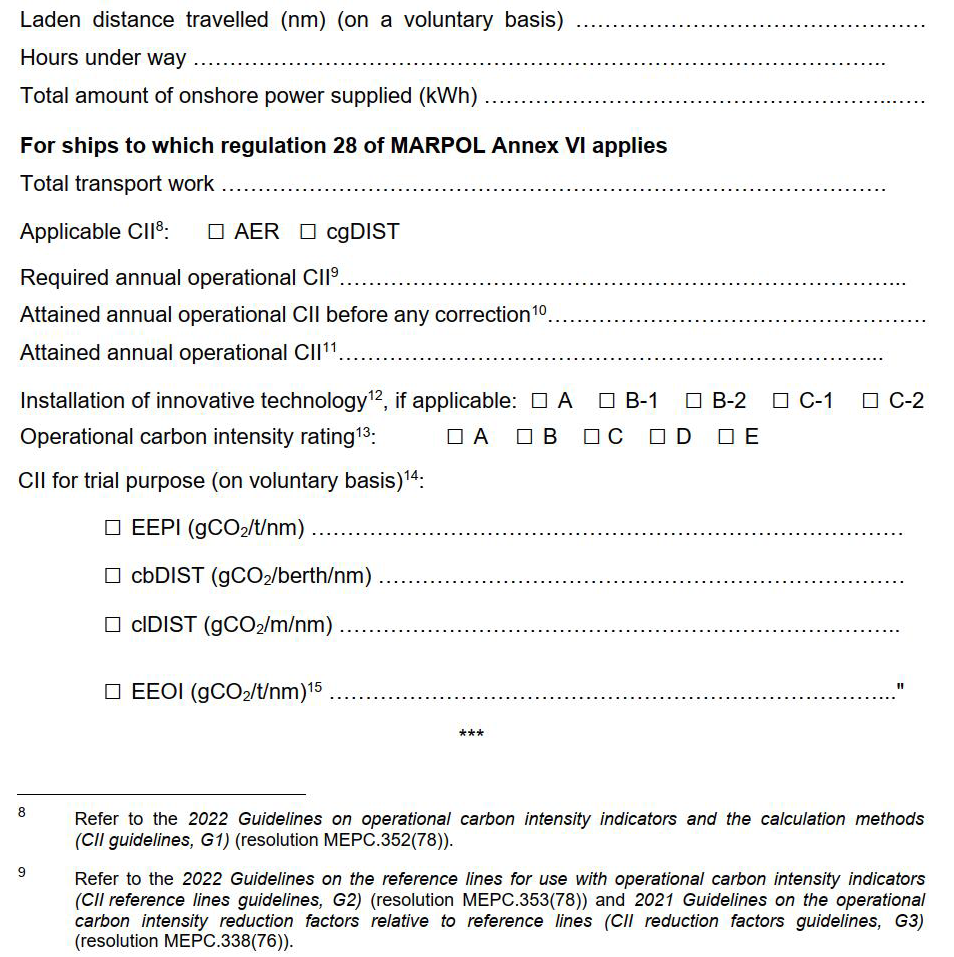 Laden distance travelled (nm) (on a voluntary basis) ……………………………………
Hours under way ……………………………………………………………………………………..
Total amount of onshore power supplied (kWh) …………………………………………...…..
For ships to which regulation 28 of MARPOL Annex VI applies
Total transport work ……………………………………………………………………………….
Applicable CII⁸: ☐ AER ☐ cgDIST
Required annual operational CII⁹…………………………………………………………………...
Attained annual operational CII before any correction¹⁰……………………………………………
Attained annual operational CII¹¹…………………………………………………………………...
Installation of innovative technology¹², if applicable: ☐ A ☐ B-1 ☐ B-2 ☐ C-1 ☐ C-2
Operational carbon intensity rating¹³: ☐ A ☐ B ☐ C ☐ D ☐ E
CII for trial purpose (on voluntary basis)¹⁴:
☐ EEPI (gCO₂/t/nm) ………………………………………………………………………
☐ cbDIST (gCO₂/berth/nm) ………………………………………………………………
☐ clDIST (gCO₂/m/nm) …………………………………………………………………..
☐ EEOI (gCO₂/t/nm)¹⁵ …………………………………………………………………..."
***
8 Refer to the 2022 Guidelines on operational carbon intensity indicators and the calculation methods
(CII guidelines, G1) (resolution MEPC.352(78)).
9 Refer to the 2022 Guidelines on the reference lines for use with operational carbon intensity indicators
(CII reference lines guidelines, G2) (resolution MEPC.353(78)) and 2021 Guidelines on the operational
carbon intensity reduction factors relative to reference lines (CII reduction factors guidelines, G3)
(resolution MEPC.338(76)).